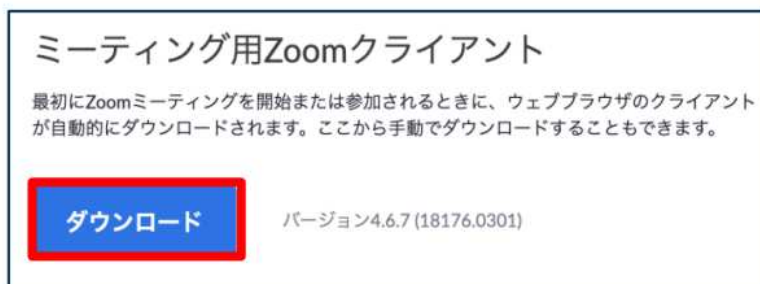 ミーティング用Zoomクライアント
最初にZoomミーティングを開始または参加されるときに、ウェブブラウザのクライアント
が自動的にダウンロードされます。ここから手動でダウンロードすることもできます。
ダウンロード バージョン4.6.7 (18176.0301)